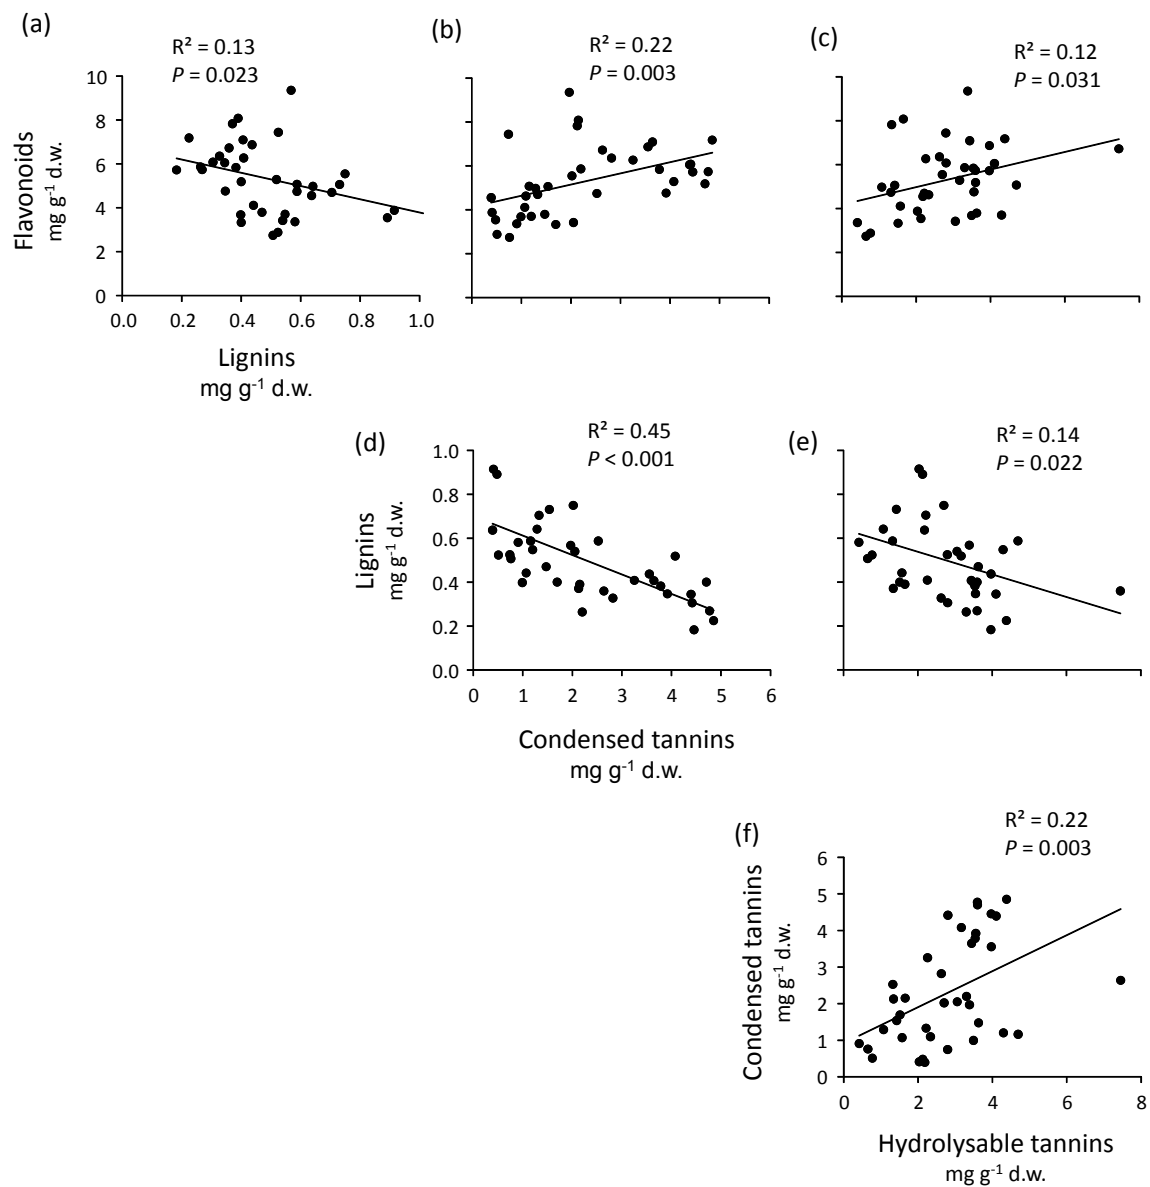 (a)
R² = 0.13
P = 0.023
(b)
R² = 0.22
P = 0.003
(c)
R² = 0.12
P = 0.031
Flavonoids
mg g⁻¹ d.w.
10
8
6
4
2
0
0.0 0.2 0.4 0.6 0.8 1.0
Lignins
mg g⁻¹ d.w.
(d)
R² = 0.45
P < 0.001
(e)
R² = 0.14
P = 0.022
Lignins
mg g⁻¹ d.w.
1.0
0.8
0.6
0.4
0.2
0.0
0 1 2 3 4 5 6
Condensed tannins
mg g⁻¹ d.w.
(f)
R² = 0.22
P = 0.003
Condensed tannins
mg g⁻¹ d.w.
6
5
4
3
2
1
0
0 2 4 6 8
Hydrolysable tannins
mg g⁻¹ d.w.